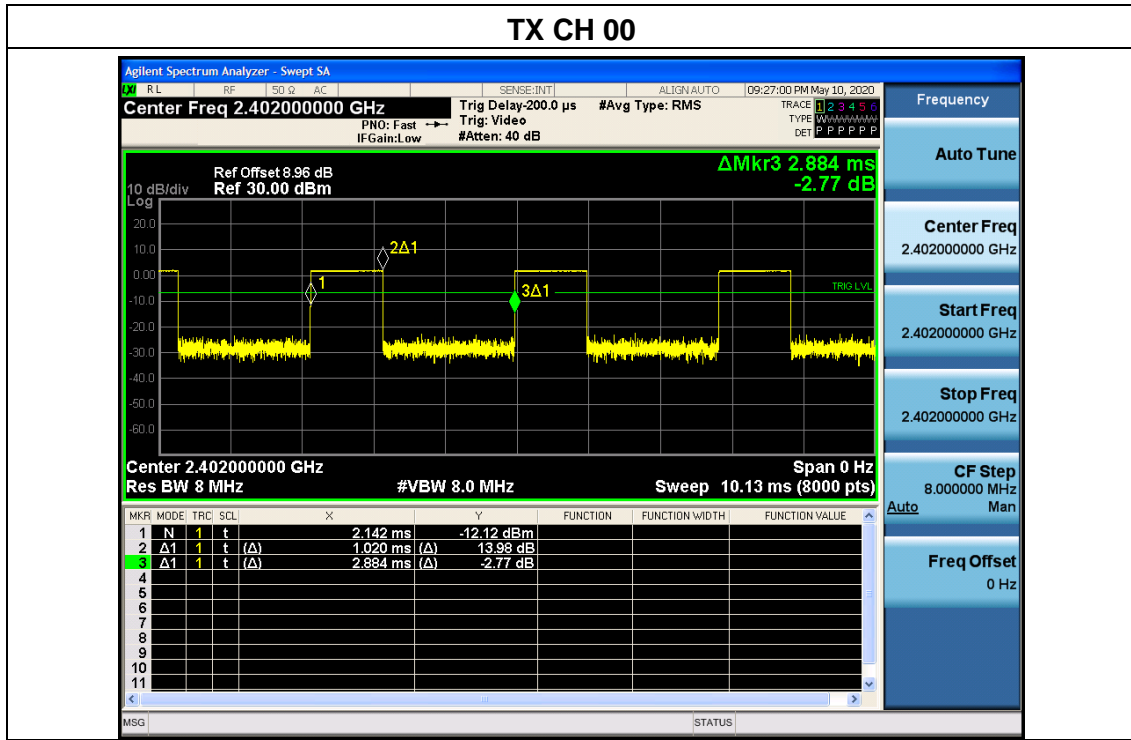 TX CH 00
Agilent Spectrum Analyzer - Swept SA
LXI RL RF 50 Ω AC SENSE:INT ALIGN AUTO 09:27:00 PM May 10, 2020
Center Freq 2.402000000 GHz Trig Delay-200.0 µs #Avg Type: RMS TRACE 1 2 3 4 5 6
PNO: Fast Trig: Video TYPE
IFGain:Low #Atten: 40 dB DET P P P P P P
ΔMkr3 2.884 ms
-2.77 dB
Ref Offset 8.96 dB
10 dB/div Ref 30.00 dBm
Log
20.0
10.0
0.00
-10.0
-20.0
-30.0
-40.0
-50.0
-60.0
2Δ1
1
3Δ1
TRIG LVL
Center 2.402000000 GHz Span 0 Hz
Res BW 8 MHz #VBW 8.0 MHz Sweep 10.13 ms (8000 pts)
MKR MODE TRC SCL X Y FUNCTION FUNCTION WIDTH FUNCTION VALUE
1 N 1 t 2.142 ms -12.12 dBm
2 Δ1 1 t (Δ) 1.020 ms (Δ) 13.98 dB
3 Δ1 1 t (Δ) 2.884 ms (Δ) -2.77 dB
4
5
6
7
8
9
10
11
MSG STATUS
Frequency
Auto Tune
Center Freq
2.402000000 GHz
Start Freq
2.402000000 GHz
Stop Freq
2.402000000 GHz
CF Step
8.000000 MHz
Auto Man
Freq Offset
0 Hz